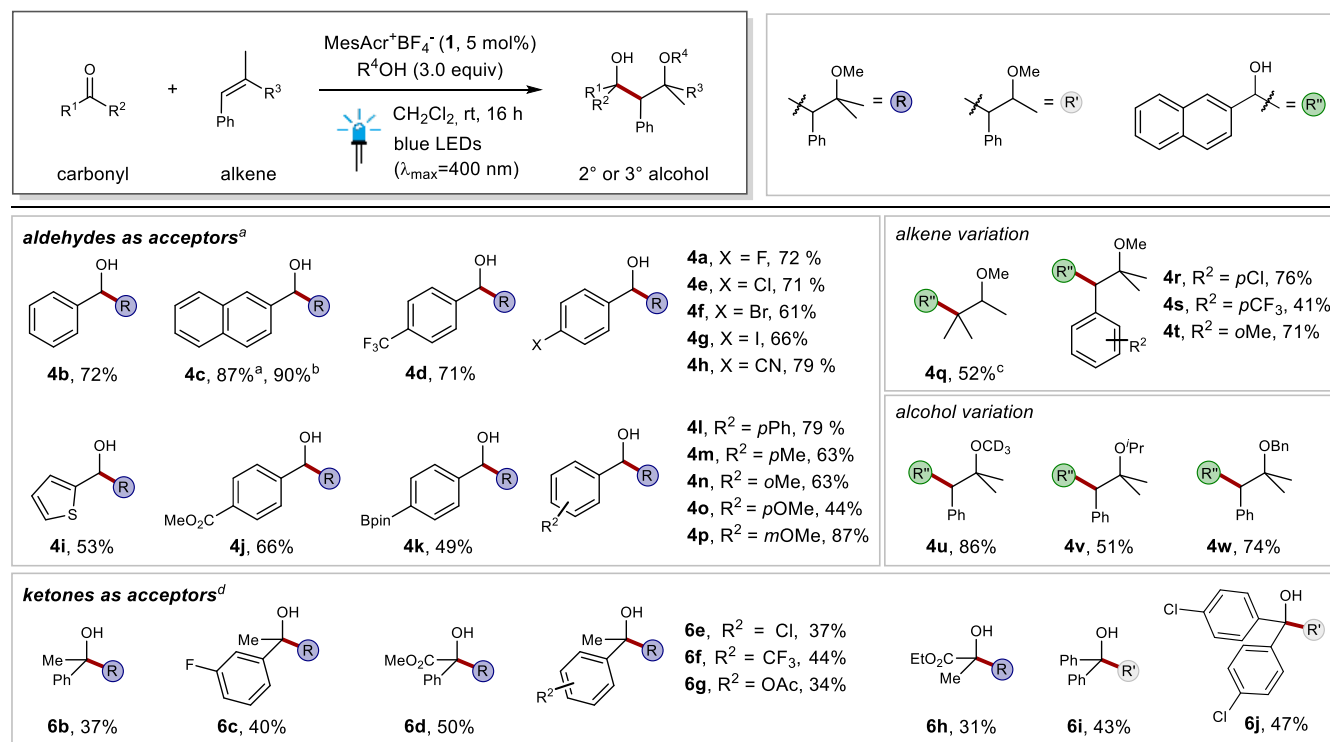 MesAcr⁺BF₄⁻ (1, 5 mol%)
R⁴OH (3.0 equiv)
CH₂Cl₂, rt, 16 h
blue LEDs
(λmax=400 nm)
O
R¹ R²
+
R³
Ph
OH OR⁴
R¹ R³
R²
Ph
carbonyl alkene 2° or 3° alcohol
OMe
Ph
= R
OMe
Ph
= R'
OH
= R"
aldehydes as acceptorsᵃ
OH
R
4b, 72%
OH
R
4c, 87%ᵃ, 90%ᵇ
OH
R
F₃C
4d, 71%
OH
R
X
4a, X = F, 72 %
4e, X = Cl, 71 %
4f, X = Br, 61%
4g, X = I, 66%
4h, X = CN, 79 %
OH
R
S
4i, 53%
OH
R
MeO₂C
4j, 66%
OH
R
Bpin
4k, 49%
OH
R
R²
4l, R² = pPh, 79 %
4m, R² = pMe, 63%
4n, R² = oMe, 63%
4o, R² = pOMe, 44%
4p, R² = mOMe, 87%
alkene variation
OMe
R"
4q, 52%ᶜ
OMe
R"
R²
4r, R² = pCl, 76%
4s, R² = pCF₃, 41%
4t, R² = oMe, 71%
alcohol variation
OCD₃
R"
Ph
4u, 86%
OⁱPr
R"
Ph
4v, 51%
OBn
R"
Ph
4w, 74%
ketones as acceptorsᵈ
OH
Me
Ph
R
6b, 37%
OH
Me
R
F
6c, 40%
OH
MeO₂C
Ph
R
6d, 50%
OH
Me
R
R²
6e, R² = Cl, 37%
6f, R² = CF₃, 44%
6g, R² = OAc, 34%
OH
EtO₂C
Me
R
6h, 31%
OH
Ph
Ph
R'
6i, 43%
Cl
OH
R'
Cl
6j, 47%